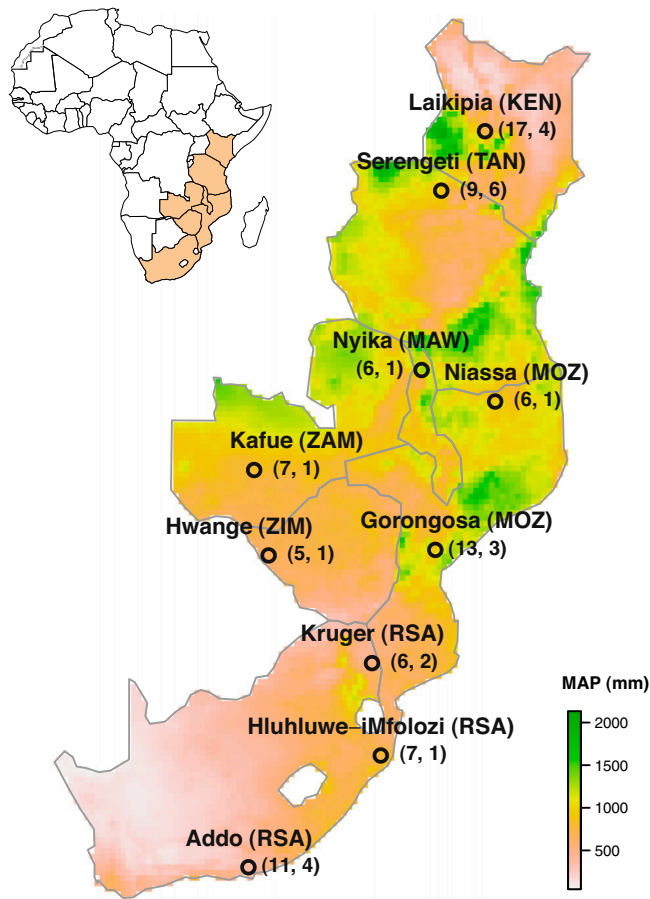 Laikipia (KEN)
(17, 4)
Serengeti (TAN)
(9, 6)
Nyika (MAW)
(6, 1)
Niassa (MOZ)
(6, 1)
Kafue (ZAM)
(7, 1)
Gorongosa (MOZ)
(13, 3)
Hwange (ZIM)
(5, 1)
Kruger (RSA)
(6, 2)
Hluhluwe–iMfolozi (RSA)
(7, 1)
Addo (RSA)
(11, 4)
MAP (mm)
2000
1500
1000
500